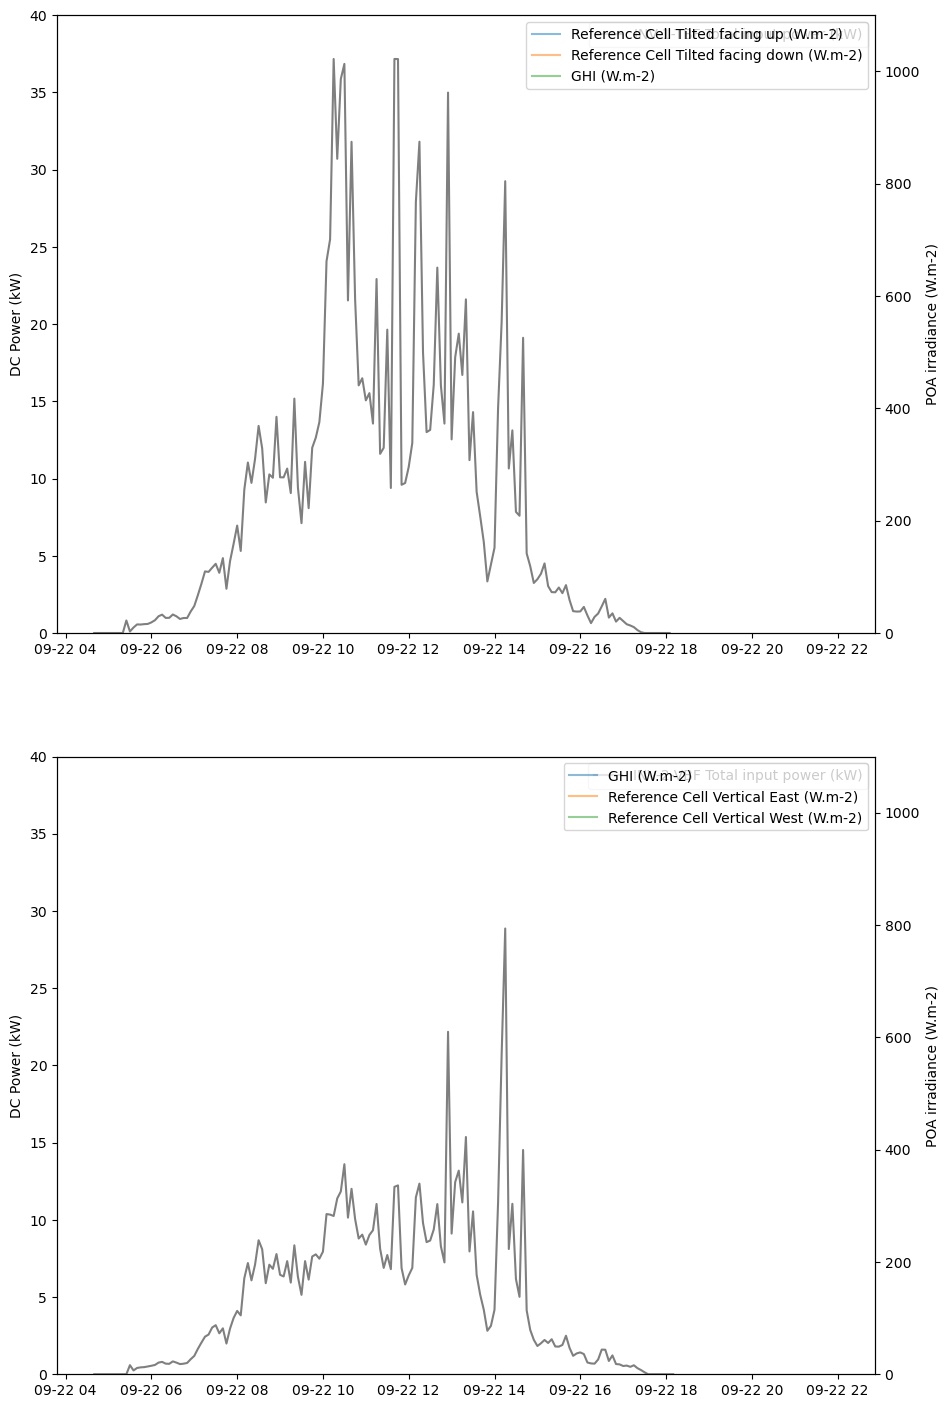 40
35
30
25
20
15
10
5
0
DC Power (kW)
Reference Cell Tilted facing up (W.m-2)
Reference Cell Tilted facing down (W.m-2)
GHI (W.m-2)
1000
800
600
400
200
0
POA irradiance (W.m-2)
09-22 04 09-22 06 09-22 08 09-22 10 09-22 12 09-22 14 09-22 16 09-22 18 09-22 20 09-22 22
40
35
30
25
20
15
10
5
0
DC Power (kW)
GHI (W.m-2)
Total input power (kW)
Reference Cell Vertical East (W.m-2)
Reference Cell Vertical West (W.m-2)
1000
800
600
400
200
0
POA irradiance (W.m-2)
09-22 04 09-22 06 09-22 08 09-22 10 09-22 12 09-22 14 09-22 16 09-22 18 09-22 20 09-22 22